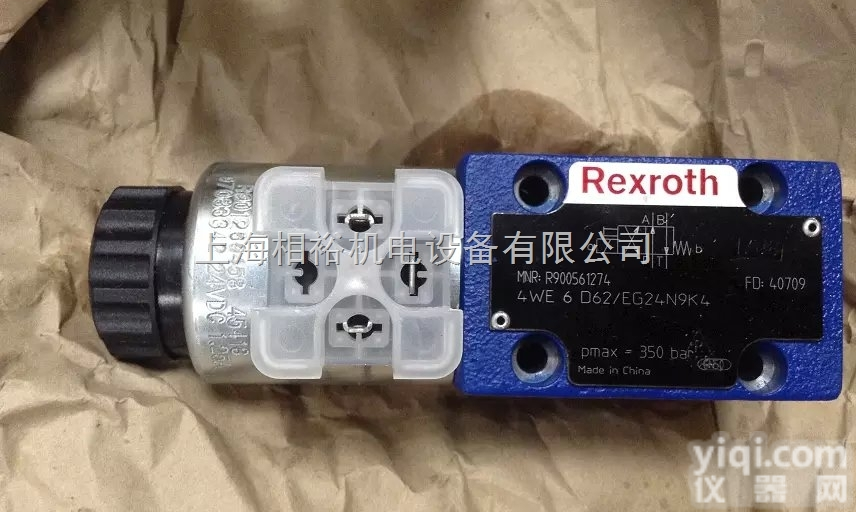 Rexroth
A B
a
b
T
MNR: R900561274
FD: 40709
4WE 6 D62/EG24N9K4
pmax = 350 bar
Made in China
上海相裕机电设备有限公司
24VDC
yiqi.com
仪器网